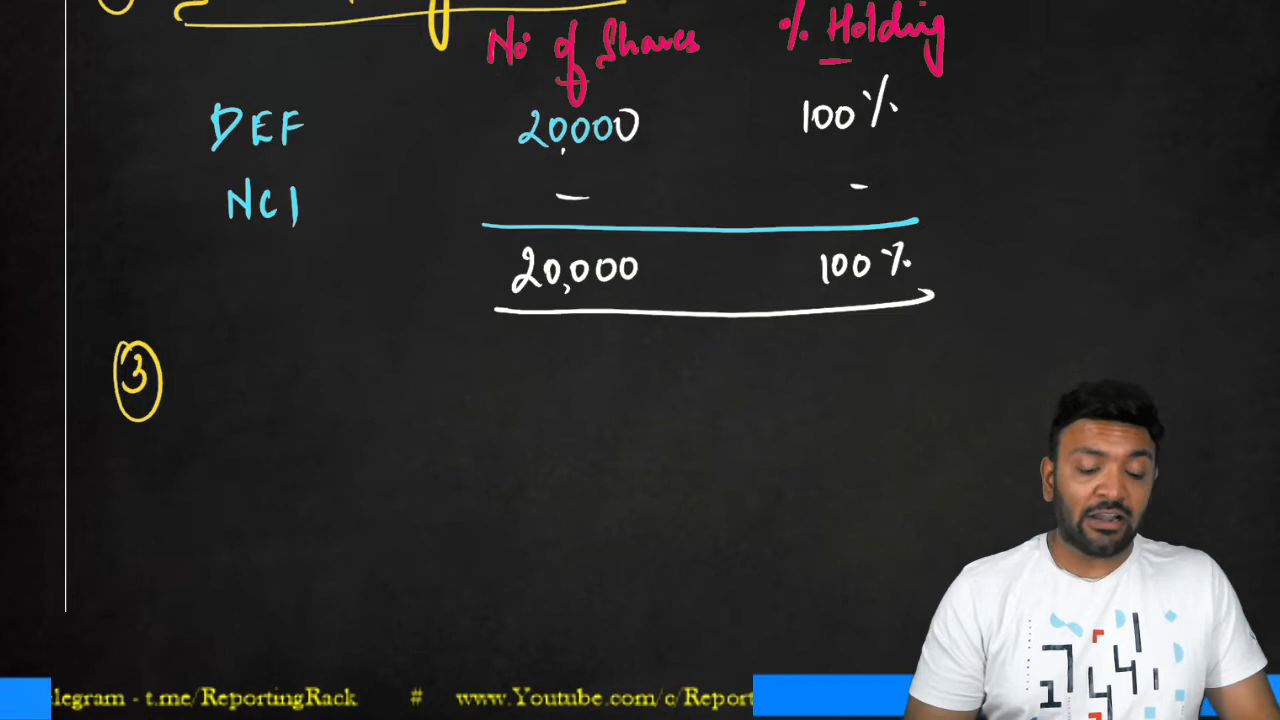 No of Shares % Holding
DEF 20,000 100%
NCI — -
20,000 100%
3
elegram - t.me/ReportingRack # www.Youtube.com/c/Report